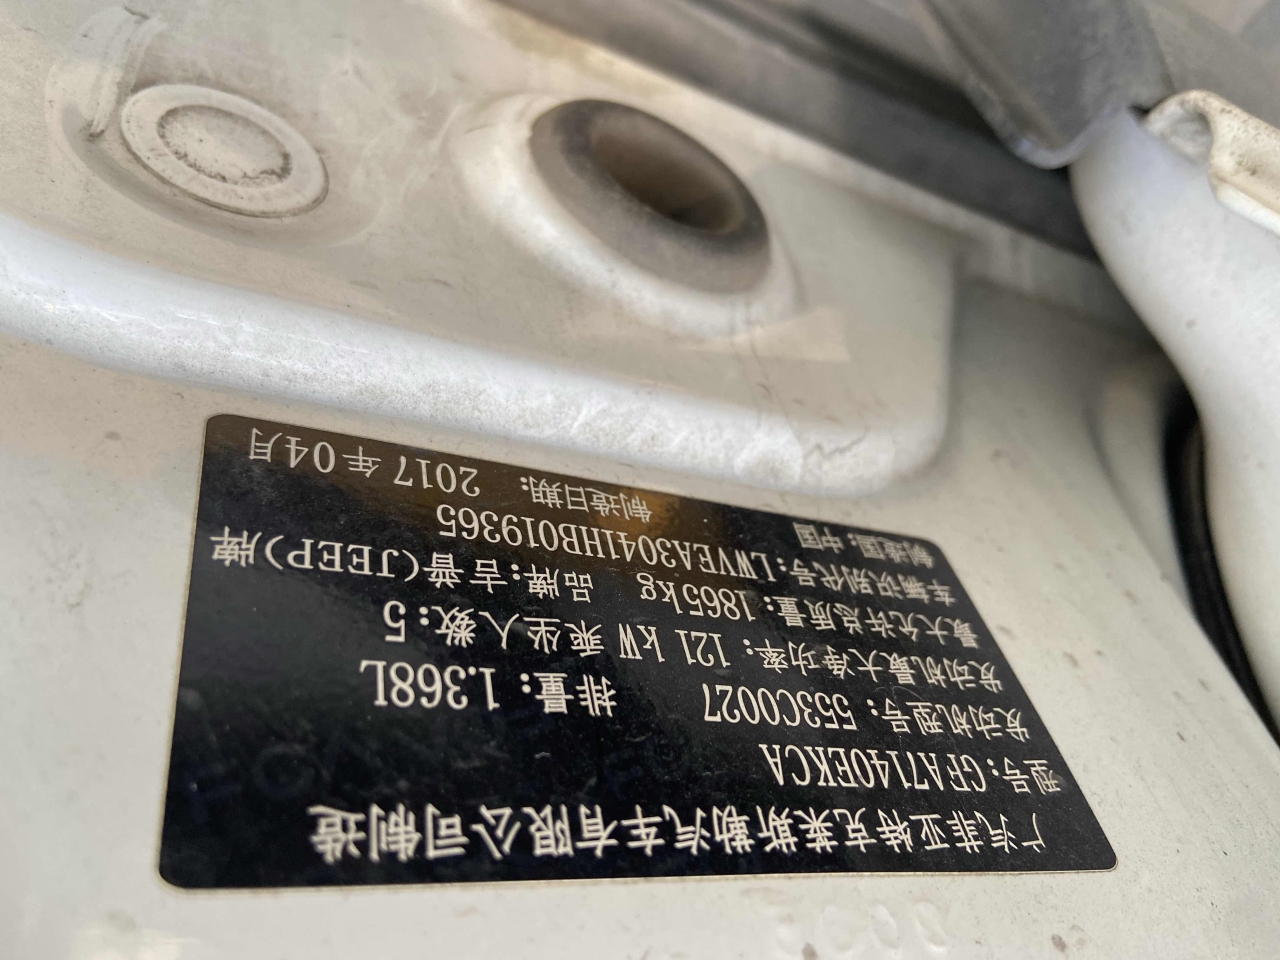 广汽菲亚特克莱斯勒汽车有限公司制造
型号:GFA7140EKCA
发动机型号: 553C0027 排量: 1.368L
发动机最大净功率: 121 kW 乘坐人数:5
最大允许总质量: 1865kg 品牌:吉普(JEEP)牌
车辆识别代号:LWVEA3041HB019365
制造国:中国 制造日期: 2017 年 04月